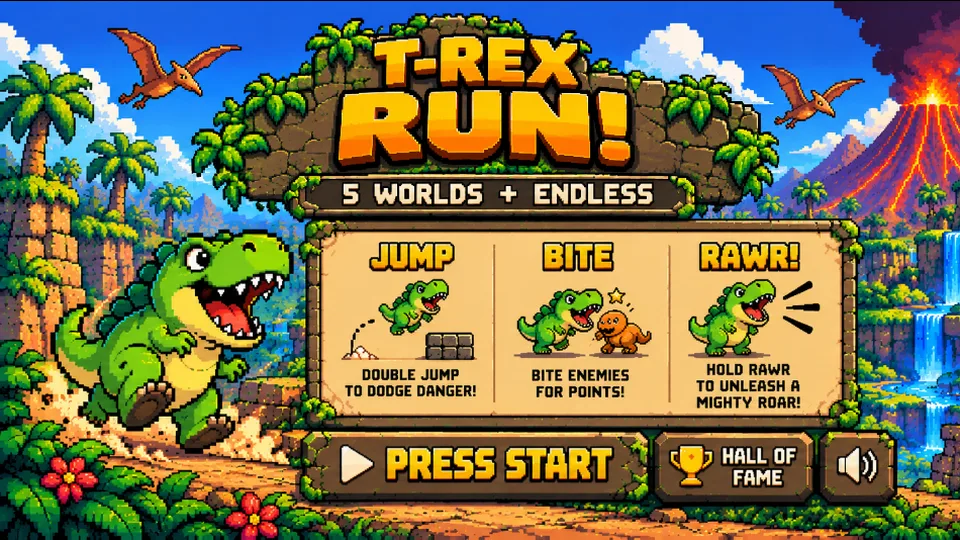 T-REX
RUN!
5 WORLDS + ENDLESS
JUMP
DOUBLE JUMP
TO DODGE DANGER!
BITE
BITE ENEMIES
FOR POINTS!
RAWR!
HOLD RAWR
TO UNLEASH A
MIGHTY ROAR!
PRESS START
HALL OF
FAME